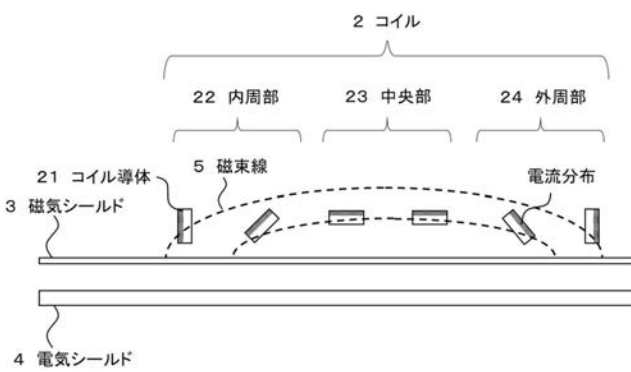 2 コイル
22 内周部
23 中央部
24 外周部
21 コイル導体
5 磁束線
電流分布
3 磁気シールド
4 電気シールド